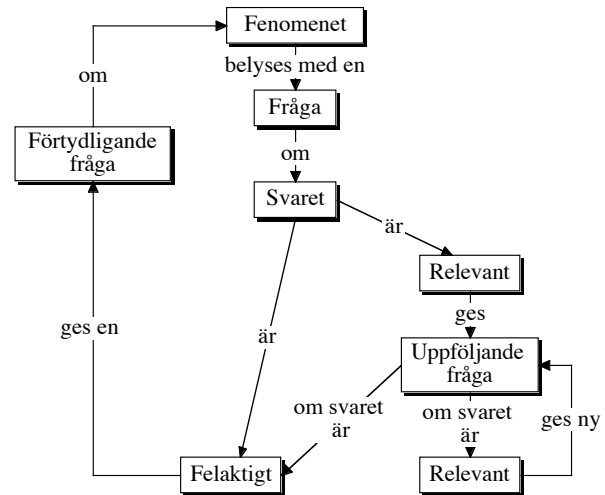 Fenomenet
om
belyses med en
Fråga
Förtydligande
fråga
om
Svaret
är
Relevant
ges en
ges
är
Uppföljande
fråga
om svaret
är
om svaret
är
ges ny
Felaktigt
Relevant